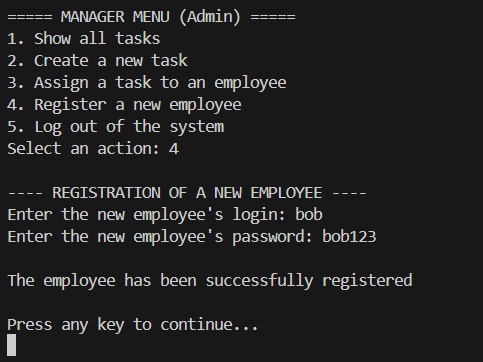 ===== MANAGER MENU (Admin) =====
1. Show all tasks
2. Create a new task
3. Assign a task to an employee
4. Register a new employee
5. Log out of the system
Select an action: 4
---- REGISTRATION OF A NEW EMPLOYEE ----
Enter the new employee's login: bob
Enter the new employee's password: bob123
The employee has been successfully registered
Press any key to continue...